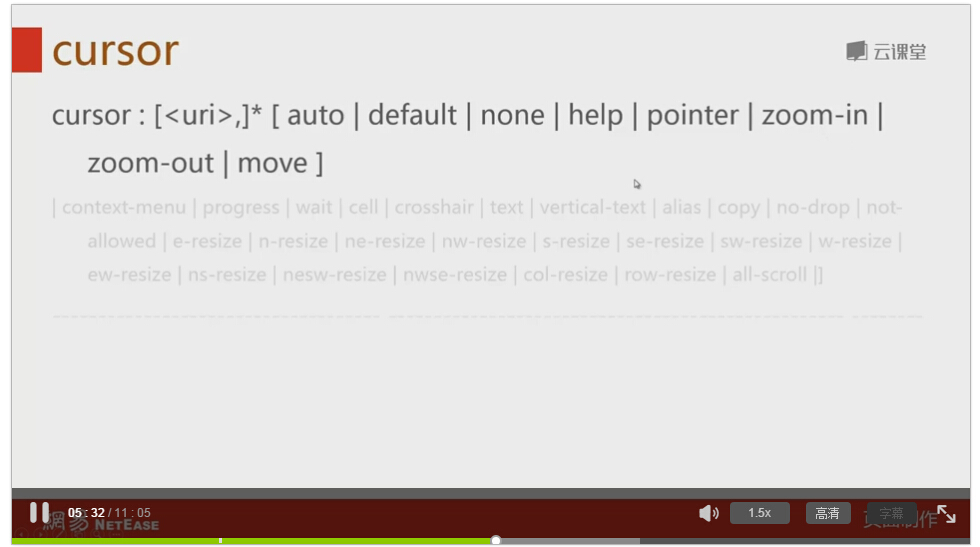 cursor
云课堂
cursor : [<uri>,]* [ auto | default | none | help | pointer | zoom-in |
zoom-out | move ]
| context-menu | progress | wait | cell | crosshair | text | vertical-text | alias | copy | no-drop | not-
allowed | e-resize | n-resize | ne-resize | nw-resize | s-resize | se-resize | sw-resize | w-resize |
ew-resize | ns-resize | nesw-resize | nwse-resize | col-resize | row-resize | all-scroll |]
05 : 32 / 11 : 05
1.5x
高清
字幕
網易 NETEASE
页面制作